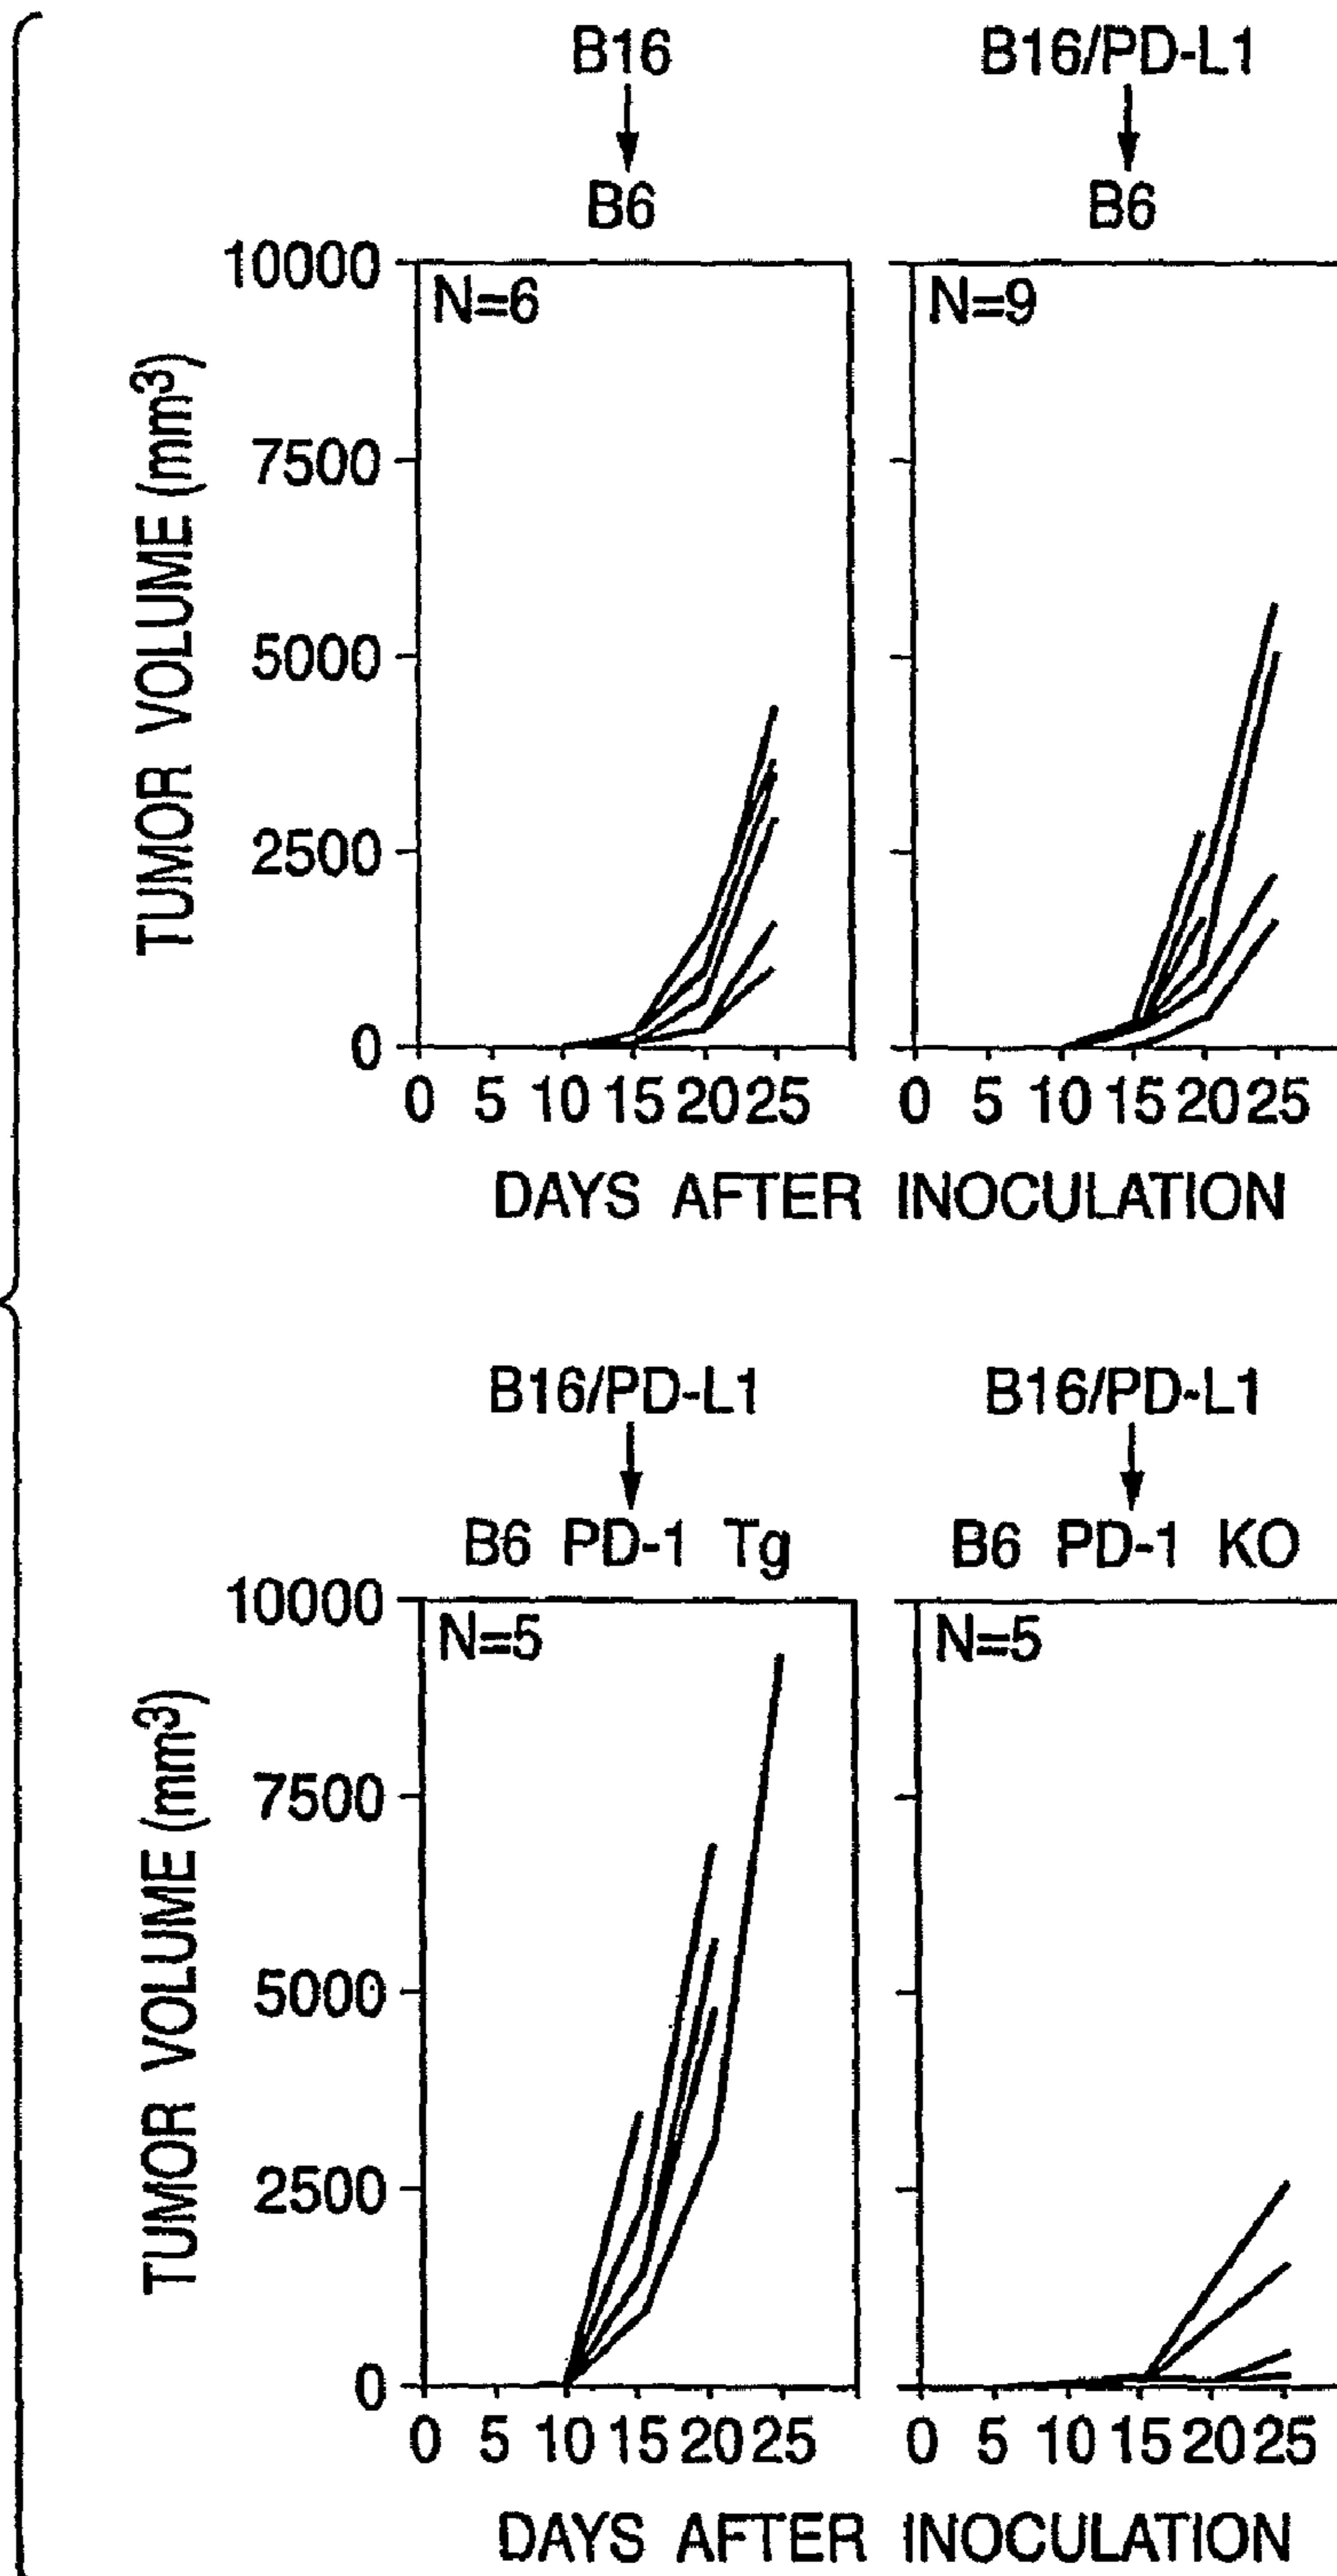 B16 B16/PD-L1
B6 B6
10000
7500
5000
2500
0
TUMOR VOLUME (mm³)
N=6 N=9
0 5 10 15 20 25 0 5 10 15 20 25
DAYS AFTER INOCULATION
B16/PD-L1 B16/PD-L1
B6 PD-1 Tg B6 PD-1 KO
10000
7500
5000
2500
0
TUMOR VOLUME (mm³)
N=5 N=5
0 5 10 15 20 25 0 5 10 15 20 25
DAYS AFTER INOCULATION